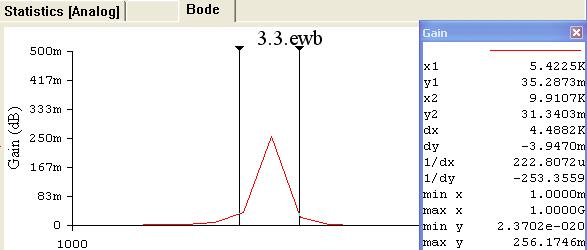 Statistics [Analog] Bode
3.3.ewb
Gain (dB)
500m
417m
333m
250m
167m
83m
0
1000
Gain
x1 5.4225K
y1 35.2873m
x2 9.9107K
y2 31.3403m
dx 4.4882K
dy -3.9470m
1/dx 222.8072u
1/dy -253.3559
min x 1.0000m
max x 1.0000G
min y 2.3702e-020
max y 256.1746m